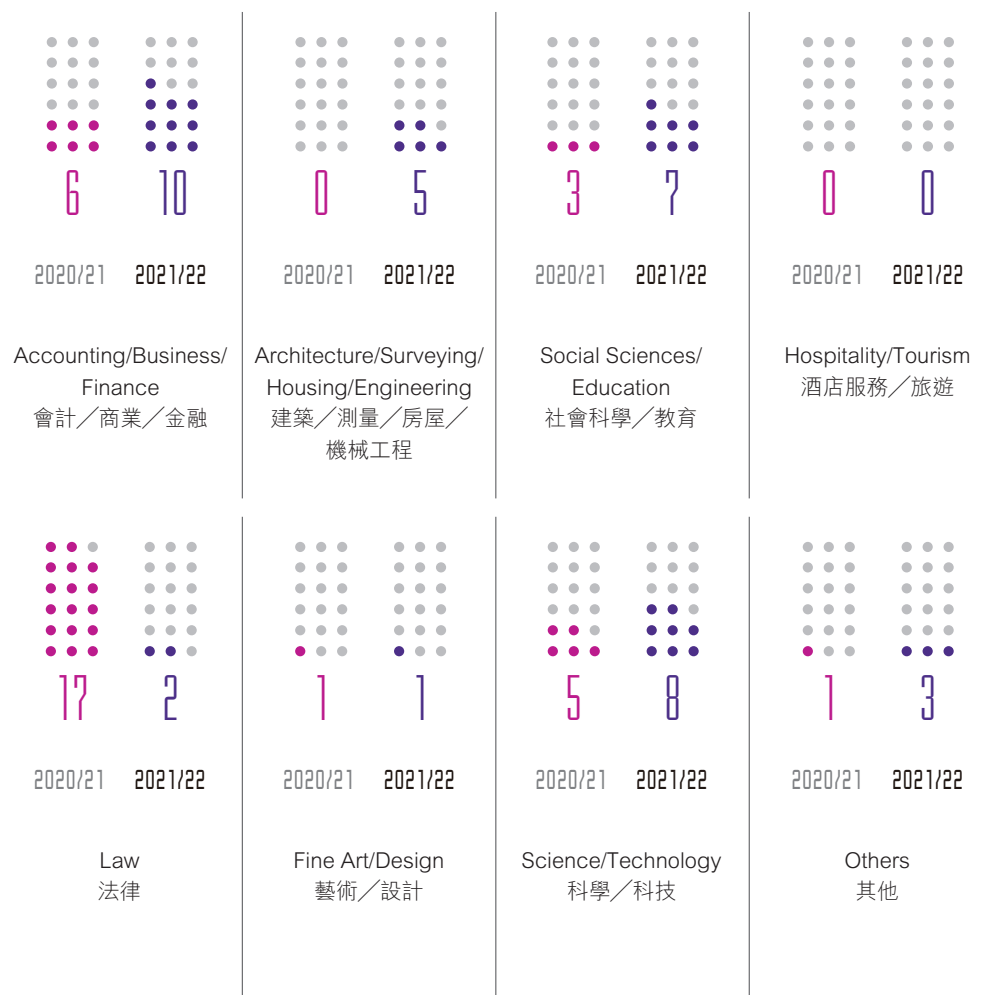 6 10
2020/21 2021/22
Accounting/Business/
Finance
會計／商業／金融
0 5
2020/21 2021/22
Architecture/Surveying/
Housing/Engineering
建築／測量／房屋／
機械工程
3 7
2020/21 2021/22
Social Sciences/
Education
社會科學／教育
0 0
2020/21 2021/22
Hospitality/Tourism
酒店服務／旅遊
17 2
2020/21 2021/22
Law
法律
1 1
2020/21 2021/22
Fine Art/Design
藝術／設計
5 8
2020/21 2021/22
Science/Technology
科學／科技
1 3
2020/21 2021/22
Others
其他